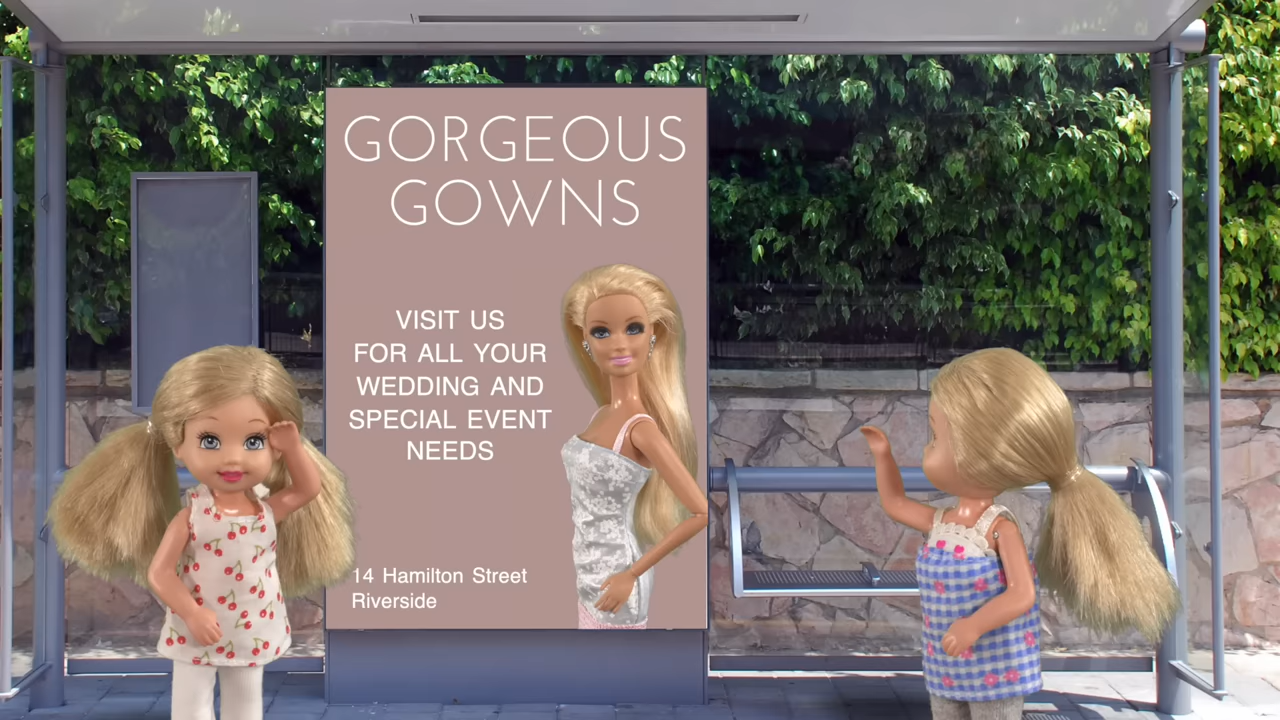 GORGEOUS
GOWNS
VISIT US
FOR ALL YOUR
WEDDING AND
SPECIAL EVENT
NEEDS
14 Hamilton Street
Riverside